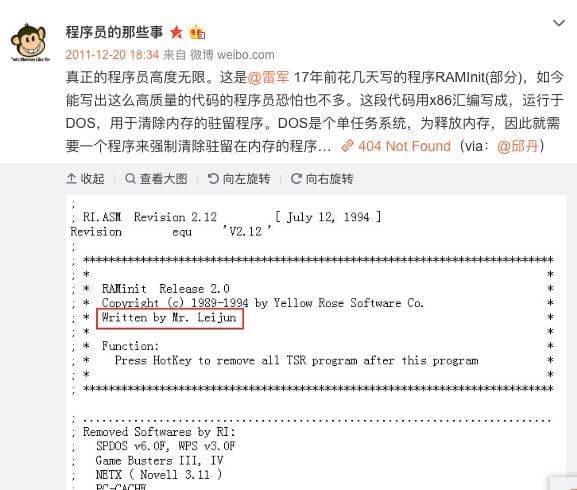 程序员的那些事
2011-12-20 18:34 来自 微博 weibo.com
真正的程序员高度无限。这是@雷军 17年前花几天写的程序RAMInit(部分)，如今
能写出这么高质量的代码的程序员恐怕也不多。这段代码用x86汇编写成，运行于
DOS，用于清除内存的驻留程序。DOS是个单任务系统，为释放内存，因此就需
要一个程序来强制清除驻留在内存的程序… 404 Not Found（via：@邱丹）
收起 查看大图 向左旋转 向右旋转
;
; RI.ASM Revision 2.12 [ July 12, 1994 ]
Revision equ 'V2.12 '
;
; ***********************************************************************
; * *
; * RAMinit Release 2.0 *
; * Copyright (c) 1989-1994 by Yellow Rose Software Co. *
; * Written by Mr. Leijun *
; * *
; * Function: *
; * Press HotKey to remove all TSR program after this program *
; * *
; ***********************************************************************
; .......................................................................
; Removed Softwares by RI:
; SPDOS v6.0F, WPS v3.0F
; Game Busters III, IV
; NETX ( Novell 3.11 )
; PC-CACHE